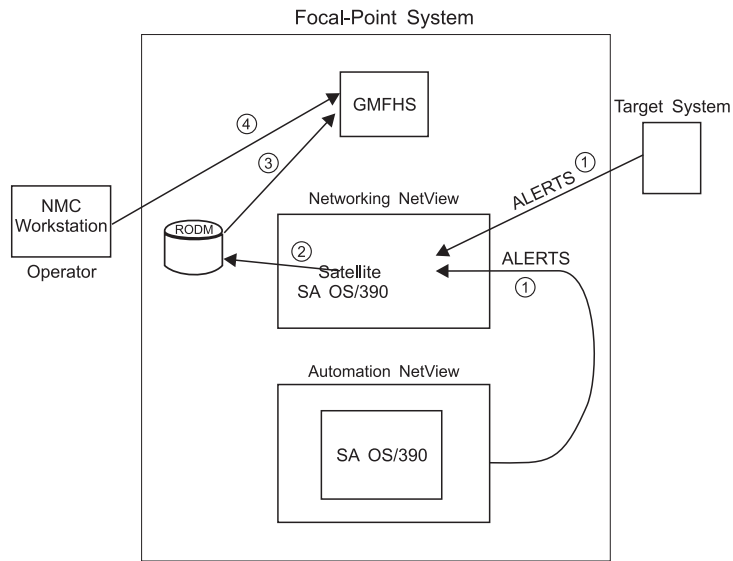 Focal-Point System
GMFHS
Target System
④
③
①
ALERTS
NMC
Workstation
Operator
RODM
Networking NetView
②
Satellite
SA OS/390
ALERTS
①
Automation NetView
SA OS/390